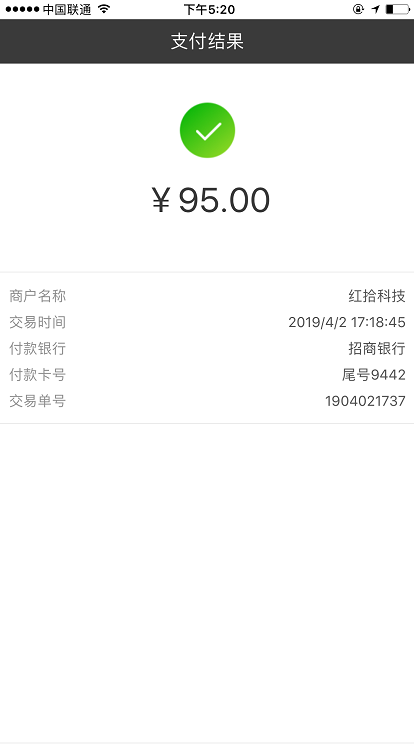 中国联通 下午5:20
支付结果
￥95.00
商户名称 红拾科技
交易时间 2019/4/2 17:18:45
付款银行 招商银行
付款卡号 尾号9442
交易单号 1904021737